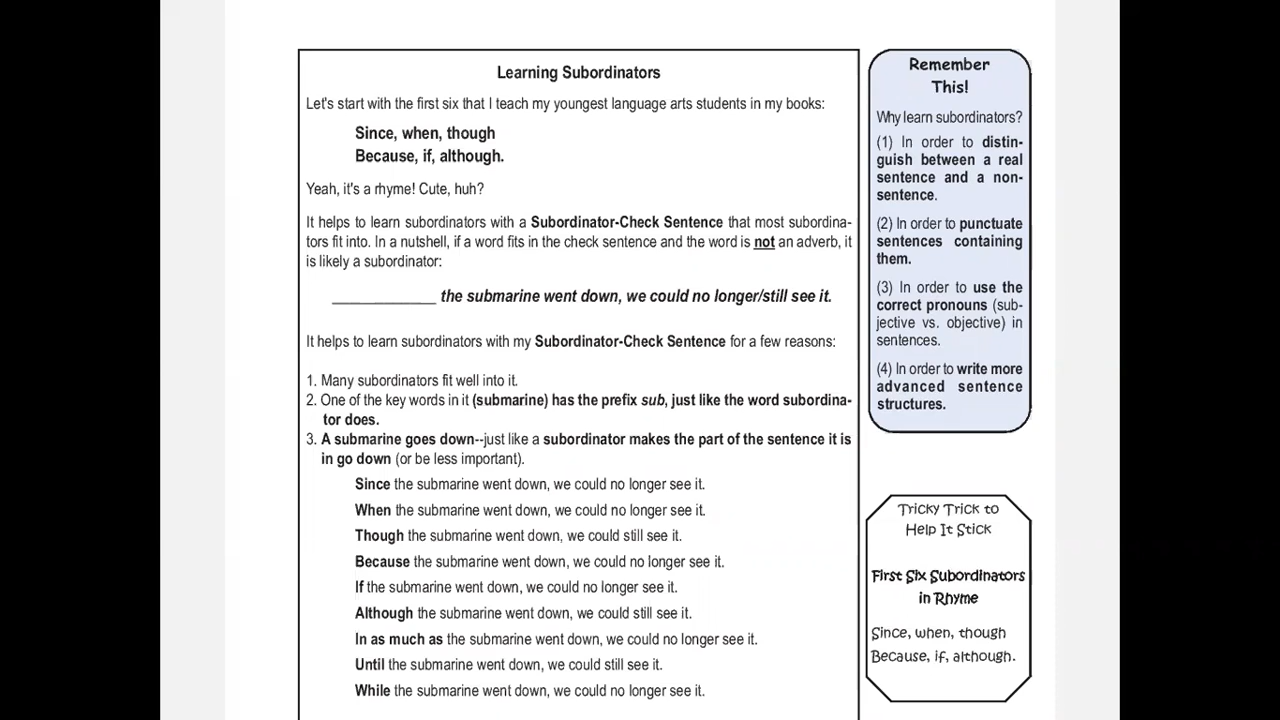 Learning Subordinators
Let's start with the first six that I teach my youngest language arts students in my books:
Since, when, though
Because, if, although.
Yeah, it's a rhyme! Cute, huh?
It helps to learn subordinators with a Subordinator-Check Sentence that most subordina-
tors fit into. In a nutshell, if a word fits in the check sentence and the word is not an adverb, it
is likely a subordinator:
____________ the submarine went down, we could no longer/still see it.
It helps to learn subordinators with my Subordinator-Check Sentence for a few reasons:
1. Many subordinators fit well into it.
2. One of the key words in it (submarine) has the prefix sub, just like the word subordina-
tor does.
3. A submarine goes down--just like a subordinator makes the part of the sentence it is
in go down (or be less important).
Since the submarine went down, we could no longer see it.
When the submarine went down, we could no longer see it.
Though the submarine went down, we could still see it.
Because the submarine went down, we could no longer see it.
If the submarine went down, we could no longer see it.
Although the submarine went down, we could still see it.
In as much as the submarine went down, we could no longer see it.
Until the submarine went down, we could still see it.
While the submarine went down, we could no longer see it.
Remember
This!
Why learn subordinators?
(1) In order to distin-
guish between a real
sentence and a non-
sentence.
(2) In order to punctuate
sentences containing
them.
(3) In order to use the
correct pronouns (sub-
jective vs. objective) in
sentences.
(4) In order to write more
advanced sentence
structures.
Tricky Trick to
Help It Stick
First Six Subordinators
in Rhyme
Since, when, though
Because, if, although.